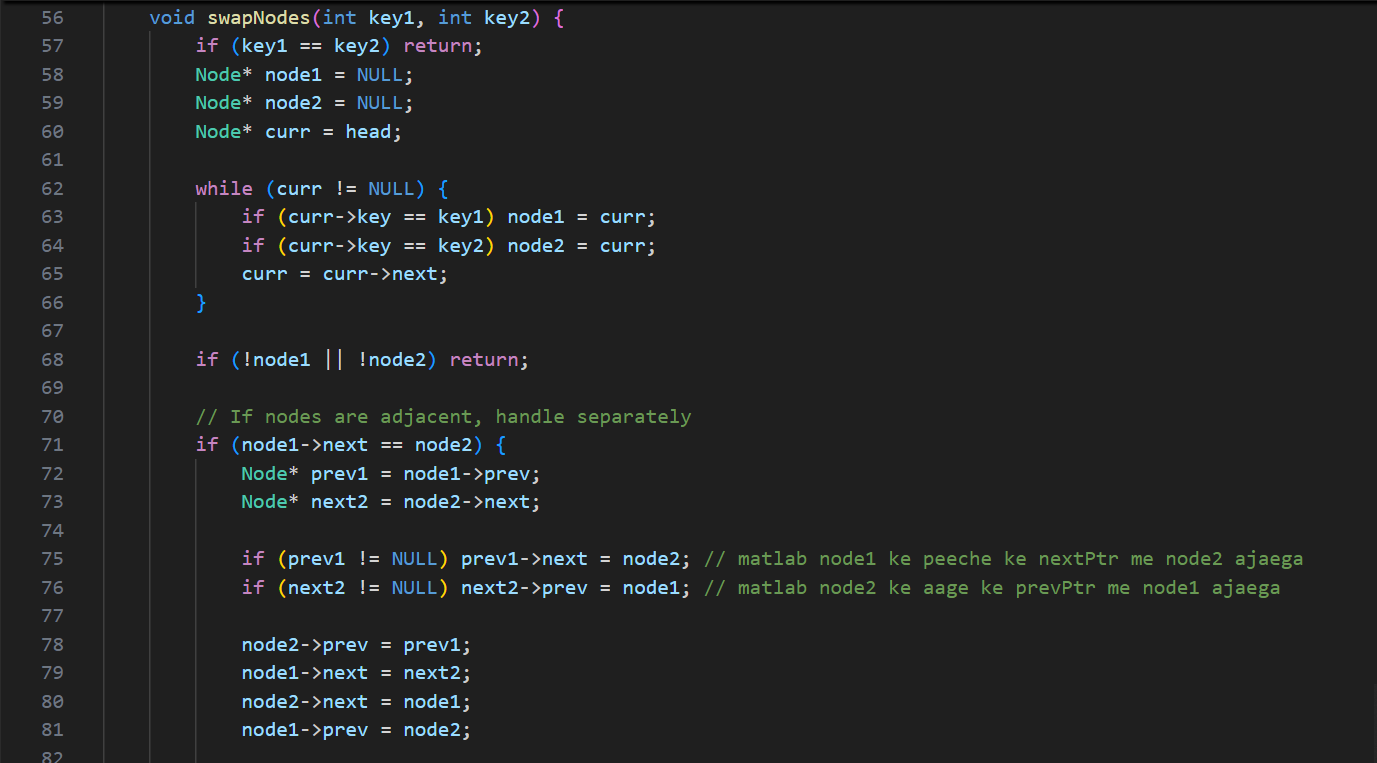 56 void swapNodes(int key1, int key2) {
57 if (key1 == key2) return;
58 Node* node1 = NULL;
59 Node* node2 = NULL;
60 Node* curr = head;
61
62 while (curr != NULL) {
63 if (curr->key == key1) node1 = curr;
64 if (curr->key == key2) node2 = curr;
65 curr = curr->next;
66 }
67
68 if (!node1 || !node2) return;
69
70 // If nodes are adjacent, handle separately
71 if (node1->next == node2) {
72 Node* prev1 = node1->prev;
73 Node* next2 = node2->next;
74
75 if (prev1 != NULL) prev1->next = node2; // matlab node1 ke peeche ke nextPtr me node2 ajaega
76 if (next2 != NULL) next2->prev = node1; // matlab node2 ke aage ke prevPtr me node1 ajaega
77
78 node2->prev = prev1;
79 node1->next = next2;
80 node2->next = node1;
81 node1->prev = node2;
82